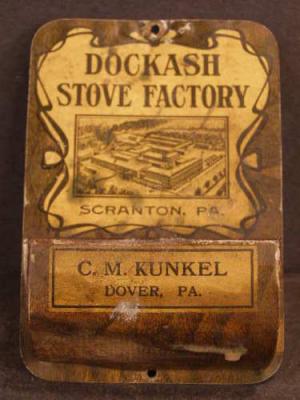 DOCKASH
STOVE FACTORY
SCRANTON, PA.
C. M. KUNKEL
DOVER, PA.